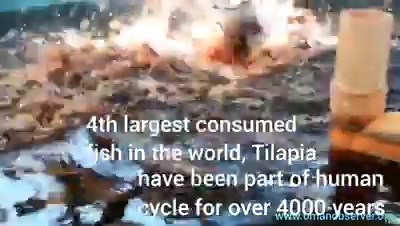 4th largest consumed
fish in the world, Tilapia
have been part of human
cycle for over 4000 years
www.omanobserver.om